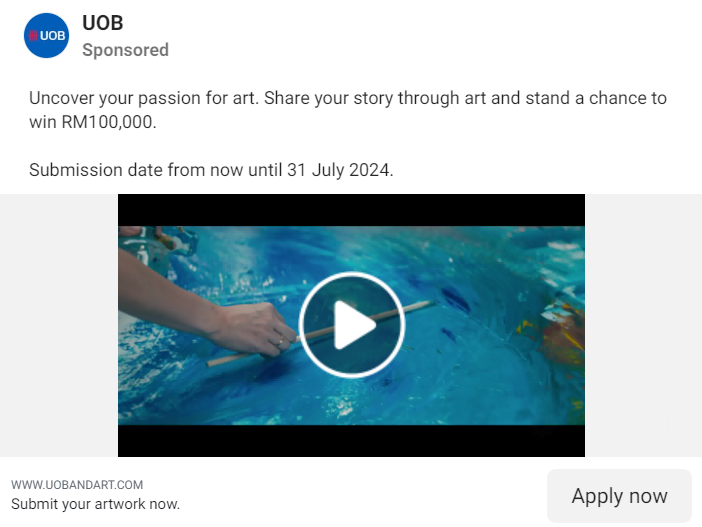 UOB
UOB
Sponsored
Uncover your passion for art. Share your story through art and stand a chance to
win RM100,000.
Submission date from now until 31 July 2024.
WWW.UOBANDART.COM
Submit your artwork now.
Apply now